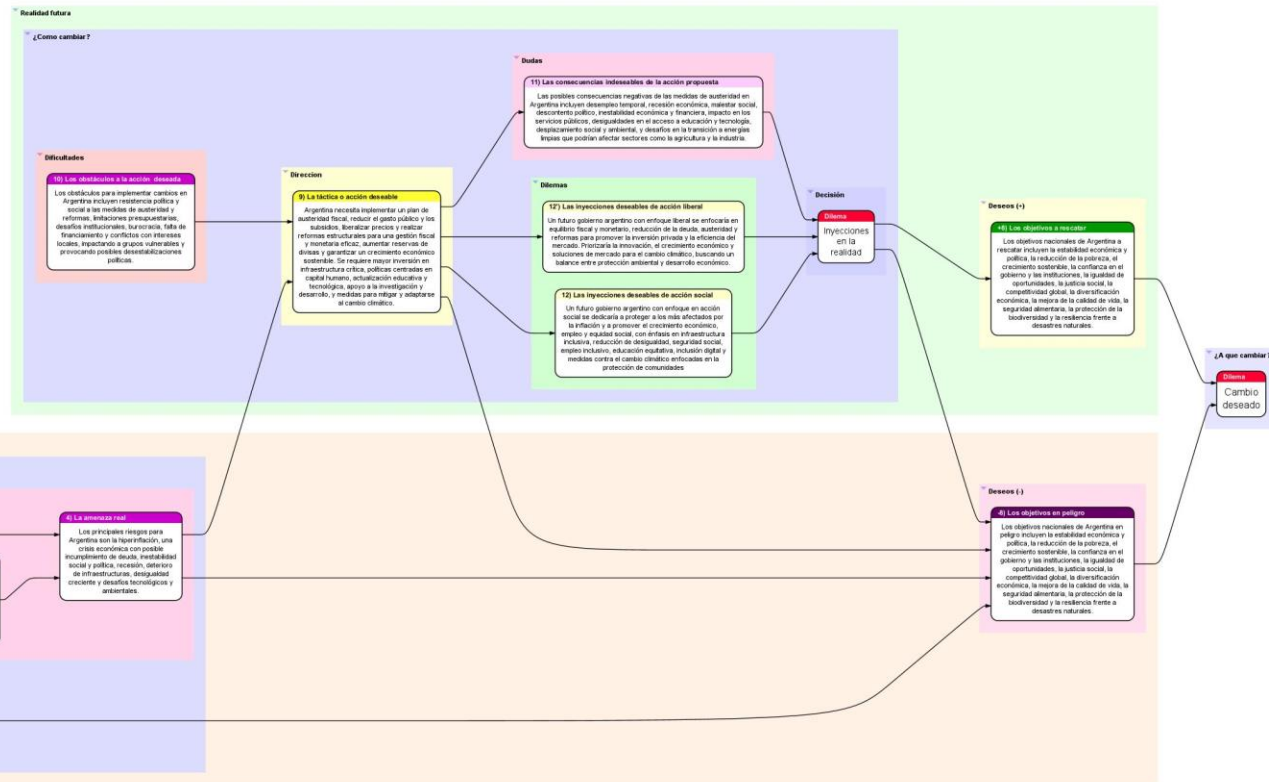 Realidad futura
¿Como cambiar?
Dudas
11) Las consecuencias indeseables de la acción propuesta
Las posibles consecuencias negativas de las medidas de austeridad en
Argentina incluyen desempleo temporal, recesión económica, malestar social,
descontento político, inestabilidad económica y financiera, impacto en los
servicios públicos, desigualdades en el acceso a educación y tecnología,
desplazamiento social y ambiental, y desafíos en la transición a energías
limpias que podrían afectar sectores como la agricultura y la industria.
Dificultades
10) Los obstáculos a la acción deseada
Los obstáculos para implementar cambios en
Argentina incluyen resistencia política y
social a las medidas de austeridad y
reformas, limitaciones presupuestarias,
desafíos institucionales, burocracia, falta de
financiamiento y conflictos con intereses
locales, impactando a grupos vulnerables y
provocando posibles desestabilizaciones
políticas.
Direccion
9) La táctica o acción deseable
Argentina necesita implementar un plan de
austeridad fiscal, reducir el gasto público y los
subsidios, liberalizar precios y realizar
reformas estructurales para una gestión fiscal
y monetaria eficaz, aumentar reservas de
divisas y garantizar un crecimiento económico
sostenible. Se requiere mayor inversión en
infraestructura crítica, políticas centradas en
capital humano, actualización educativa y
tecnológica, apoyo a la investigación y
desarrollo, y medidas para mitigar y adaptarse
al cambio climático.
Dilemas
12') Las inyecciones deseables de acción liberal
Un futuro gobierno argentino con enfoque liberal se enfocaría en
equilibrio fiscal y monetario, reducción de la deuda, austeridad y
reformas para promover la inversión privada y la eficiencia del
mercado. Priorizaría la innovación, el crecimiento económico y
soluciones de mercado para el cambio climático, buscando un
balance entre protección ambiental y desarrollo económico.
12) Las inyecciones deseables de acción social
Un futuro gobierno argentino con enfoque en acción
social se dedicaría a proteger a los más afectados por
la inflación y a promover el crecimiento económico,
empleo y equidad social, con énfasis en infraestructura
inclusiva, reducción de desigualdad, seguridad social,
empleo inclusivo, educación equitativa, inclusión digital y
medidas contra el cambio climático enfocadas en la
protección de comunidades
Decisión
Dilema
Inyecciones
en la
realidad
Deseos (+)
+6) Los objetivos a rescatar
Los objetivos nacionales de Argentina a
rescatar incluyen la estabilidad económica y
política, la reducción de la pobreza, el
crecimiento sostenible, la confianza en el
gobierno y las instituciones, la igualdad de
oportunidades, la justicia social, la
competitividad global, la diversificación
económica, la mejora de la calidad de vida, la
seguridad alimentaria, la protección de la
biodiversidad y la resiliencia frente a
desastres naturales.
¿A que cambiar?
Dilema
Cambio
deseado
4) La amenaza real
Los principales riesgos para
Argentina son la hiperinflación, una
crisis económica con posible
incumplimiento de deuda, inestabilidad
social y política, recesión, deterioro
de infraestructuras, desigualdad
creciente y desafíos tecnológicos y
ambientales.
Deseos (-)
-6) Los objetivos en peligro
Los objetivos nacionales de Argentina en
peligro incluyen la estabilidad económica y
política, la reducción de la pobreza, el
crecimiento sostenible, la confianza en el
gobierno y las instituciones, la igualdad de
oportunidades, la justicia social, la
competitividad global, la diversificación
económica, la mejora de la calidad de vida, la
seguridad alimentaria, la protección de la
biodiversidad y la resiliencia frente a
desastres naturales.